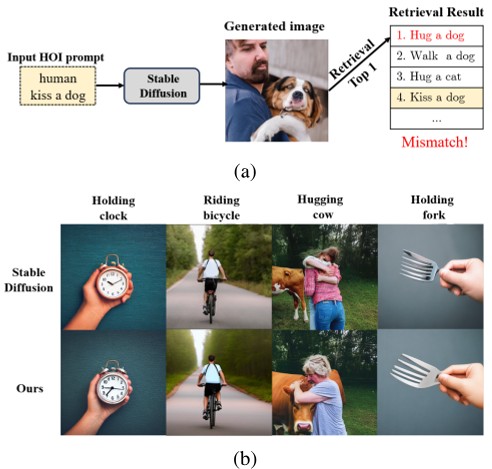 Generated image
Retrieval Result
Input HOI prompt
human
kiss a dog
Stable
Diffusion
Retrieval
Top 1
1. Hug a dog
2. Walk a dog
3. Hug a cat
4. Kiss a dog
...
Mismatch!
(a)
Holding
clock
Riding
bicycle
Hugging
cow
Holding
fork
Stable
Diffusion
Ours
(b)